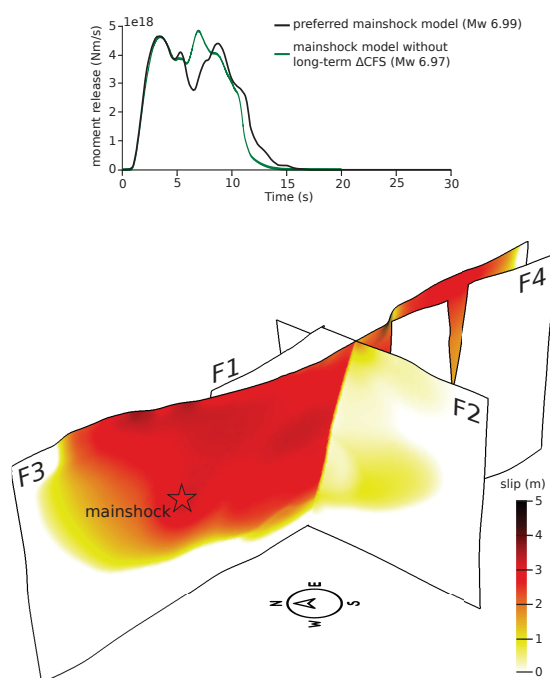 5e18
moment release (Nm/s)
5
4
3
2
1
0
0 5 10 15 20 25 30
Time (s)
preferred mainshock model (Mw 6.99)
mainshock model without
long-term ΔCFS (Mw 6.97)
F4
F1
F2
F3
mainshock
slip (m)
5
4
3
2
1
0
N E S W